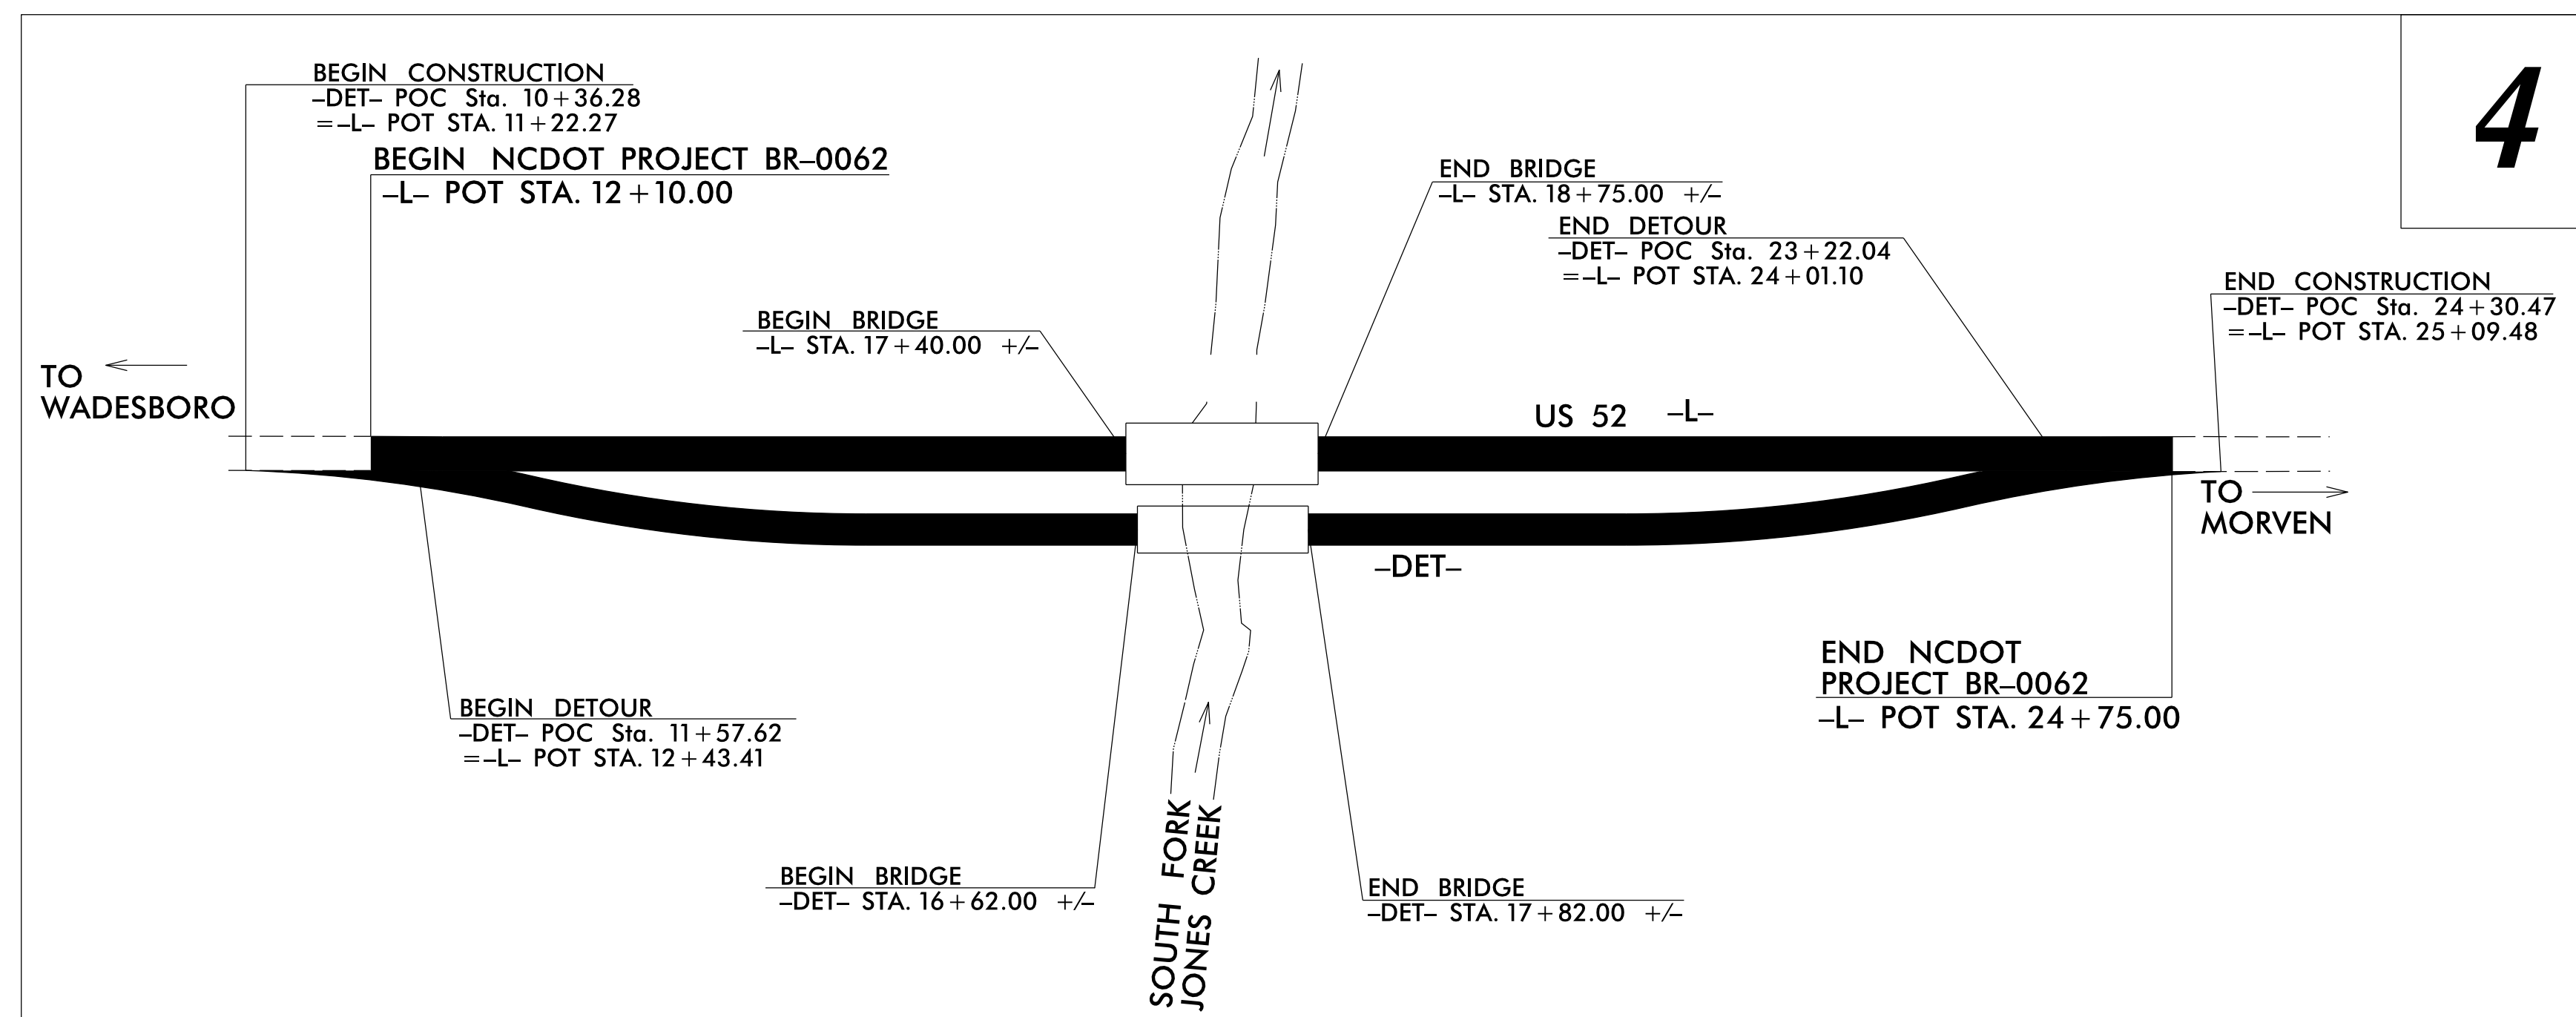 BEGIN CONSTRUCTION
–DET– POC Sta. 10+36.28
=–L– POT STA. 11+22.27
BEGIN NCDOT PROJECT BR–0062
–L– POT STA. 12+10.00
4
END BRIDGE
–L– STA. 18+75.00 +/–
END DETOUR
–DET– POC Sta. 23+22.04
=–L– POT STA. 24+01.10
END CONSTRUCTION
–DET– POC Sta. 24+30.47
=–L– POT STA. 25+09.48
BEGIN BRIDGE
–L– STA. 17+40.00 +/–
TO
WADESBORO
US 52 –L–
TO
MORVEN
–DET–
END NCDOT
PROJECT BR–0062
–L– POT STA. 24+75.00
BEGIN DETOUR
–DET– POC Sta. 11+57.62
=–L– POT STA. 12+43.41
BEGIN BRIDGE
–DET– STA. 16+62.00 +/–
SOUTH FORK
JONES CREEK
END BRIDGE
–DET– STA. 17+82.00 +/–